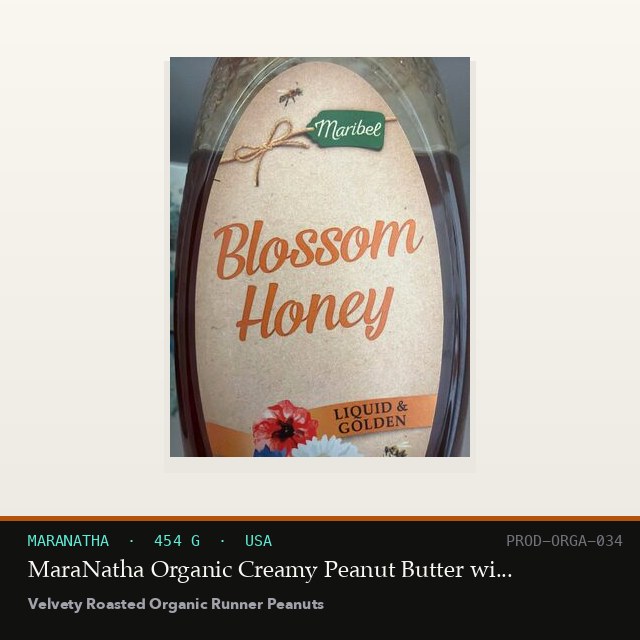 Maribel
Blossom
Honey
LIQUID &
GOLDEN
MARANATHA · 454 G · USA
PROD–ORGA–034
MaraNatha Organic Creamy Peanut Butter wi...
Velvety Roasted Organic Runner Peanuts